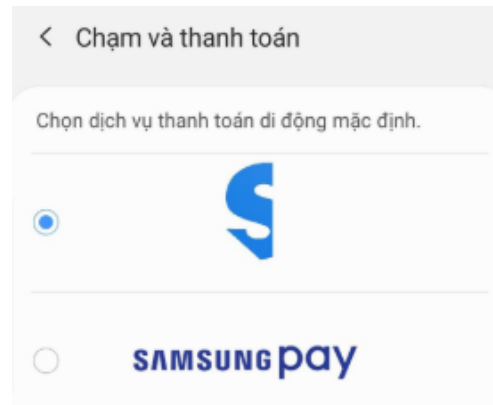 Chạm và thanh toán
Chọn dịch vụ thanh toán di động mặc định.
S
SAMSUNG pay